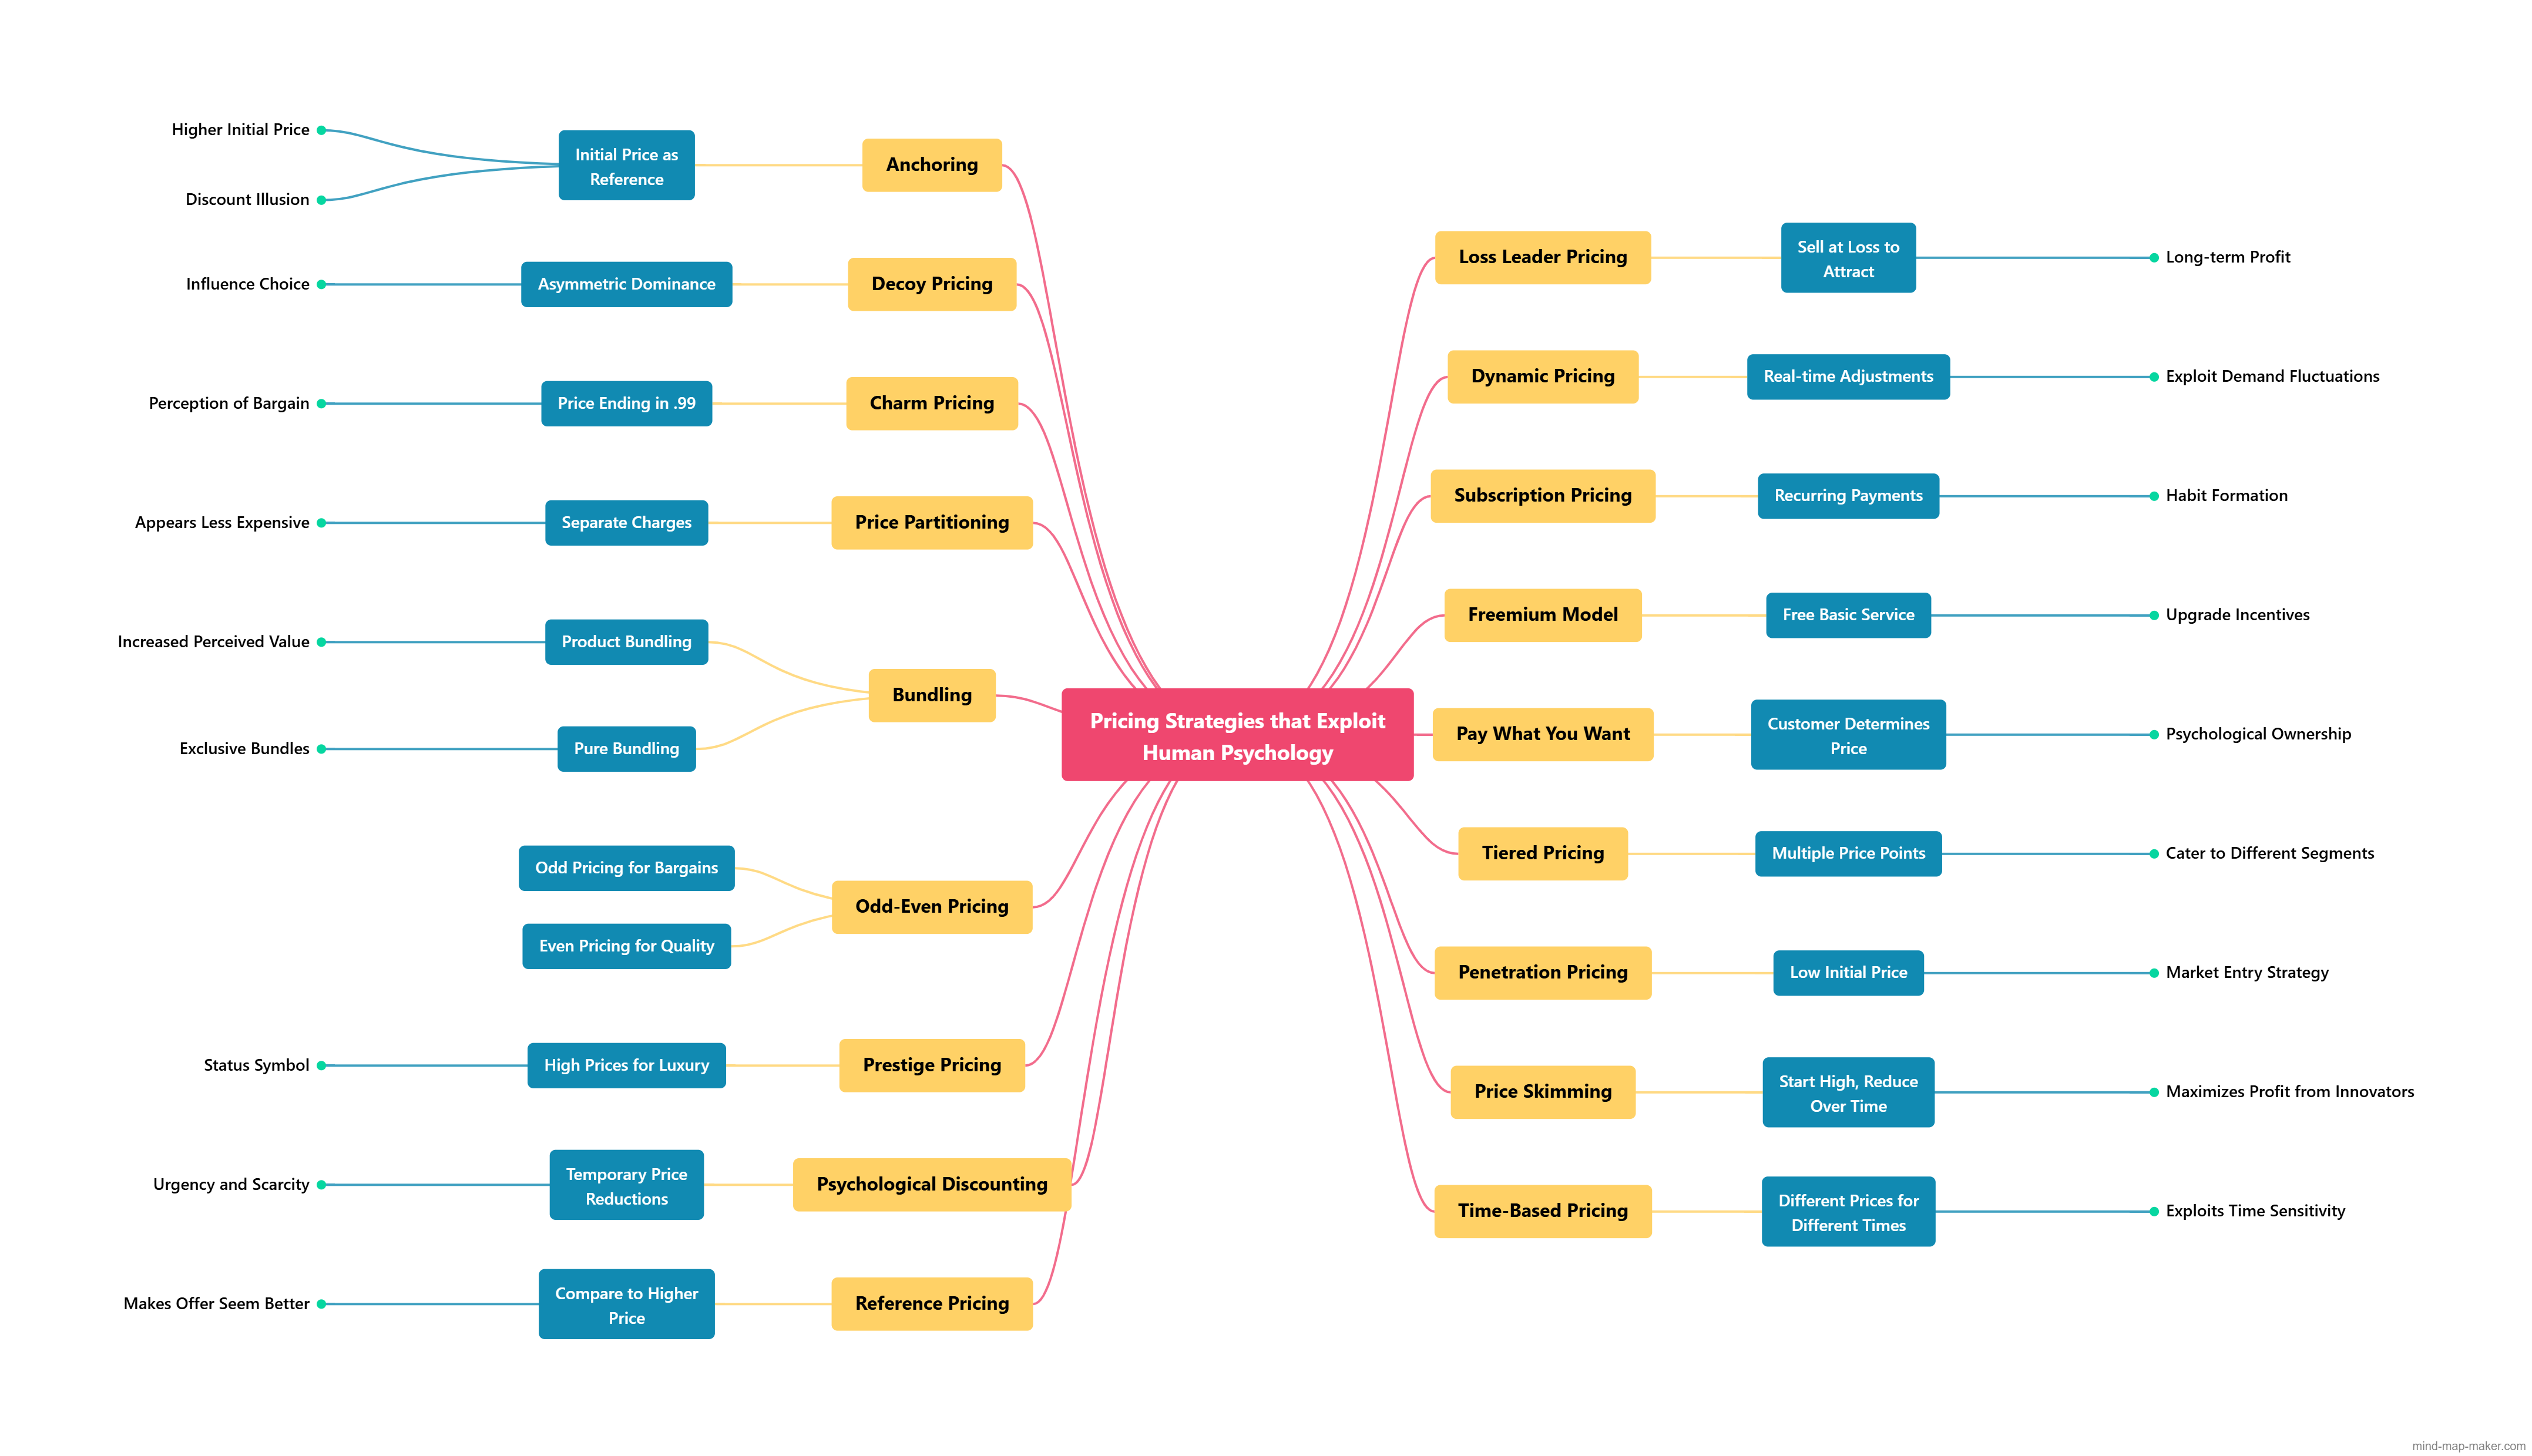 Pricing Strategies that Exploit
Human Psychology
Anchoring
Initial Price as
Reference
Higher Initial Price
Discount Illusion
Decoy Pricing
Asymmetric Dominance
Influence Choice
Charm Pricing
Price Ending in .99
Perception of Bargain
Price Partitioning
Separate Charges
Appears Less Expensive
Bundling
Product Bundling
Increased Perceived Value
Pure Bundling
Exclusive Bundles
Odd-Even Pricing
Odd Pricing for Bargains
Even Pricing for Quality
Prestige Pricing
High Prices for Luxury
Status Symbol
Psychological Discounting
Temporary Price
Reductions
Urgency and Scarcity
Reference Pricing
Compare to Higher
Price
Makes Offer Seem Better
Loss Leader Pricing
Sell at Loss to
Attract
Long-term Profit
Dynamic Pricing
Real-time Adjustments
Exploit Demand Fluctuations
Subscription Pricing
Recurring Payments
Habit Formation
Freemium Model
Free Basic Service
Upgrade Incentives
Pay What You Want
Customer Determines
Price
Psychological Ownership
Tiered Pricing
Multiple Price Points
Cater to Different Segments
Penetration Pricing
Low Initial Price
Market Entry Strategy
Price Skimming
Start High, Reduce
Over Time
Maximizes Profit from Innovators
Time-Based Pricing
Different Prices for
Different Times
Exploits Time Sensitivity
mind-map-maker.com